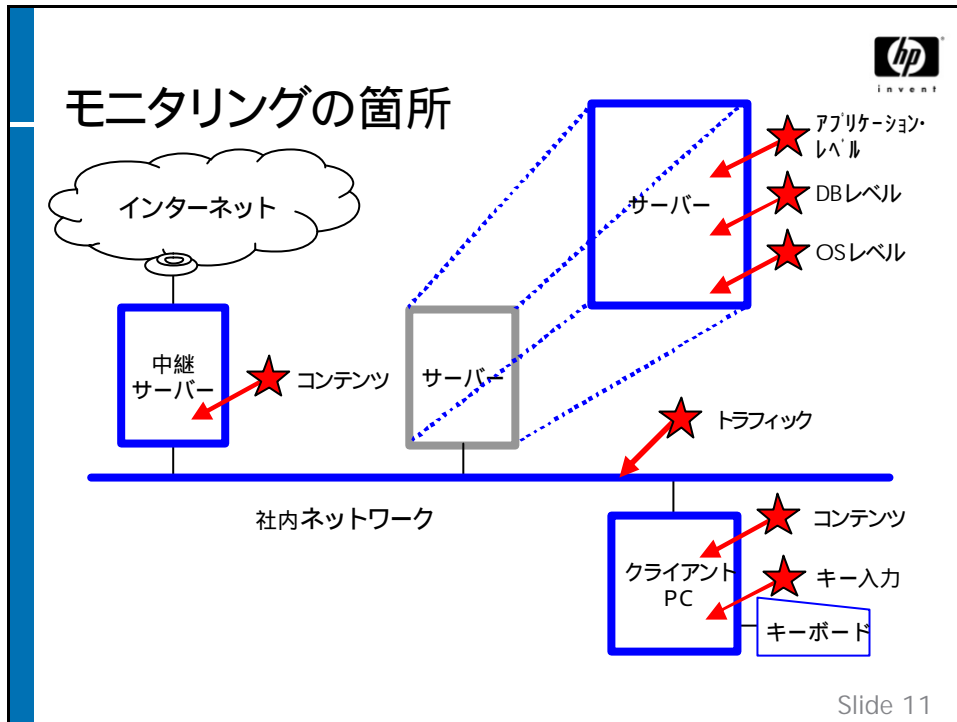 hp
invent
モニタリングの箇所
インターネット
中継
サーバー
コンテンツ
サーバー
サーバー
ｱﾌﾟﾘｹｰｼｮﾝ･
ﾚﾍﾞﾙ
DBレベル
OSレベル
トラフィック
社内ネットワーク
コンテンツ
クライアント
PC
キー入力
キーボード
Slide 11